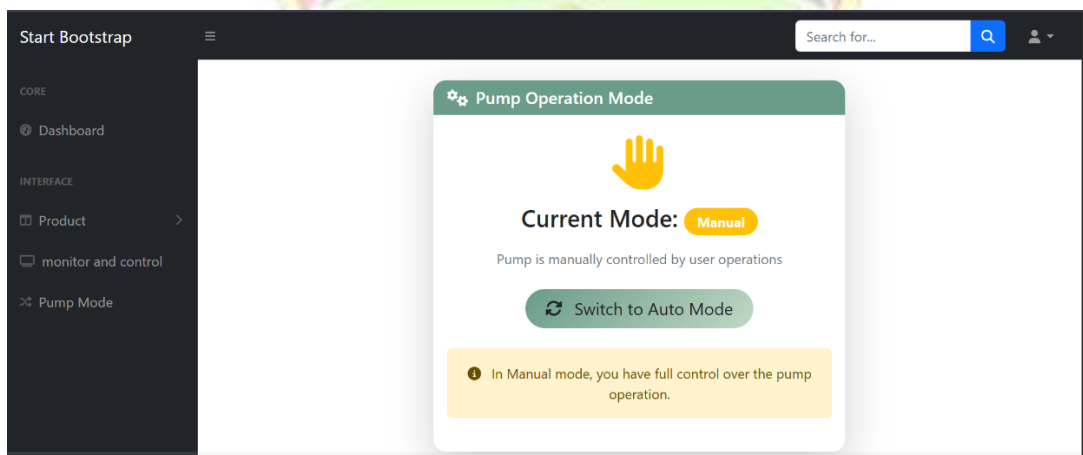 Start Bootstrap
Search for...
CORE
Dashboard
INTERFACE
Product
monitor and control
Pump Mode
Pump Operation Mode
Current Mode: Manual
Pump is manually controlled by user operations
Switch to Auto Mode
In Manual mode, you have full control over the pump
operation.